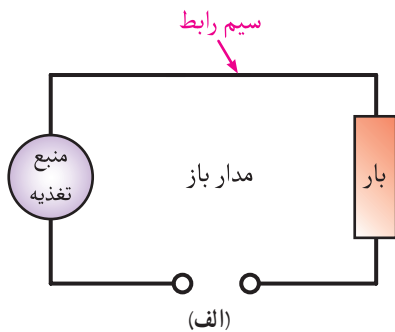 سیم رابط
منبع
تغذیه
مدار باز
بار
(الف)